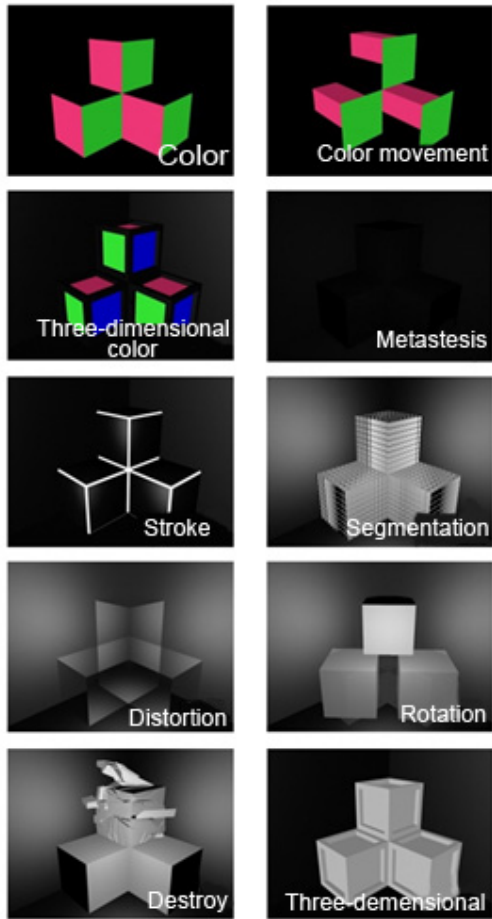 Color
Color movement
Three-dimensional
color
Metastesis
Stroke
Segmentation
Distortion
Rotation
Destroy
Three-demensional